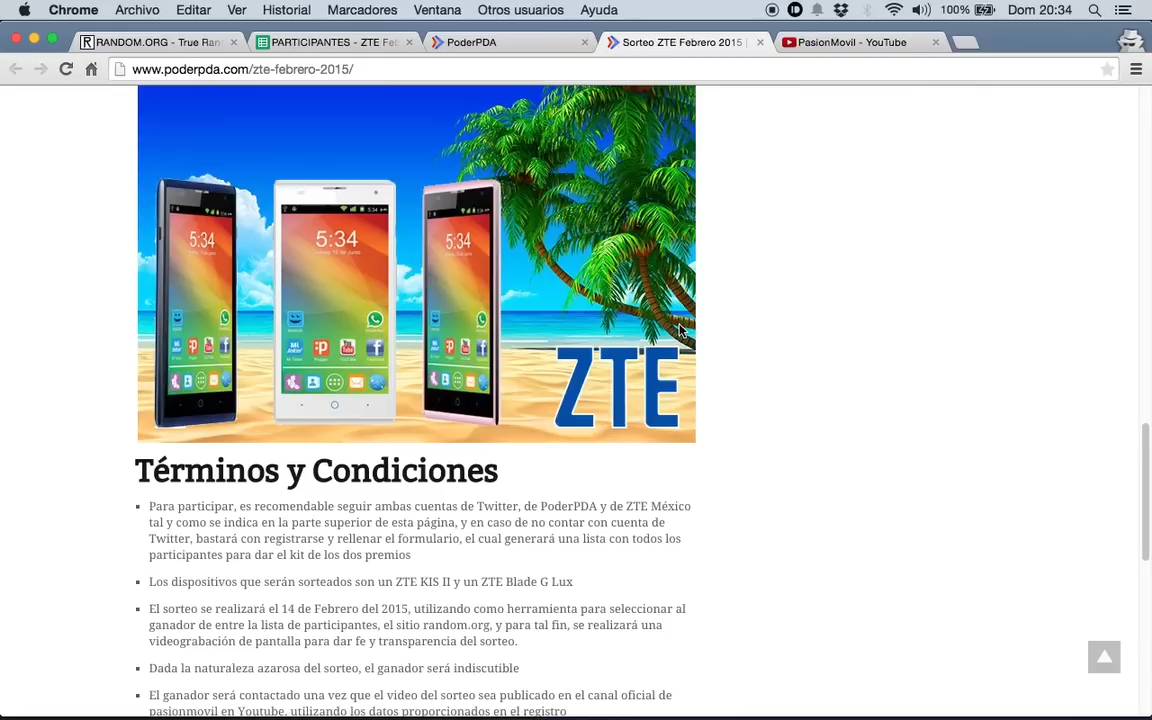 Chrome Archivo Editar Ver Historial Marcadores Ventana Otros usuarios Ayuda 100% Dom 20:34
RANDOM.ORG - True Ran PARTICIPANTES - ZTE Feb PoderPDA Sorteo ZTE Febrero 2015 | PasionMovil - YouTube
www.poderpda.com/zte-febrero-2015/
5:34 5:34 5:34
5:34 5:34 5:34
ZTE
Términos y Condiciones
Para participar, es recomendable seguir ambas cuentas de Twitter, de PoderPDA y de ZTE México
tal y como se indica en la parte superior de esta página, y en caso de no contar con cuenta de
Twitter, bastará con registrarse y rellenar el formulario, el cual generará una lista con todos los
participantes para dar el kit de los dos premios
Los dispositivos que serán sorteados son un ZTE KIS II y un ZTE Blade G Lux
El sorteo se realizará el 14 de Febrero del 2015, utilizando como herramienta para seleccionar al
ganador de entre la lista de participantes, el sitio random.org, y para tal fin, se realizará una
videograbación de pantalla para dar fe y transparencia del sorteo.
Dada la naturaleza azarosa del sorteo, el ganador será indiscutible
El ganador será contactado una vez que el video del sorteo sea publicado en el canal oficial de
pasionmovil en Youtube, utilizando los datos proporcionados en el registro